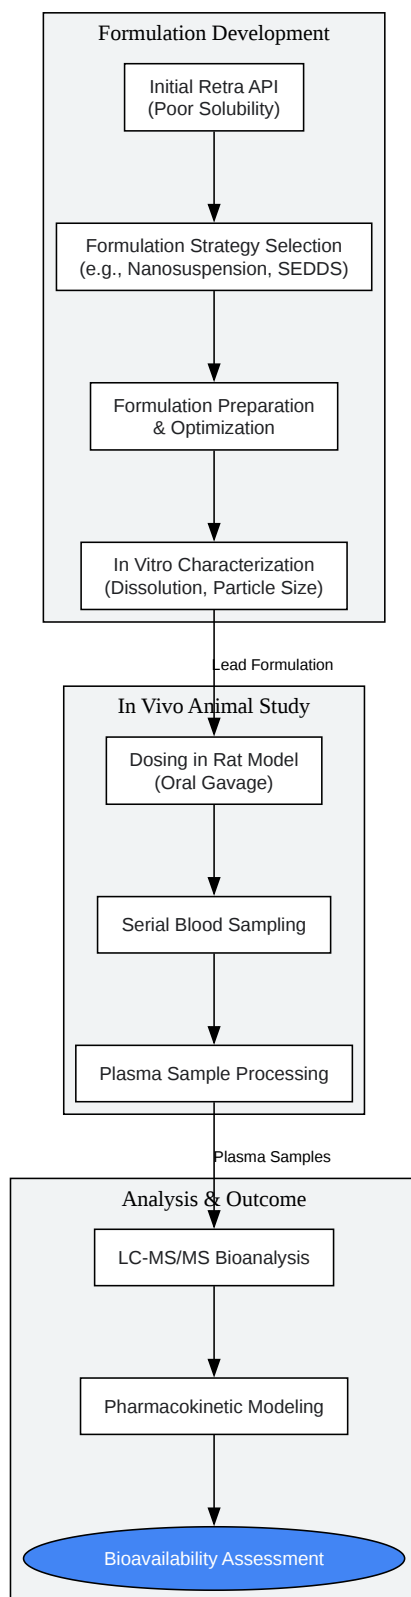 Formulation Development
Initial Retra API
(Poor Solubility)
Formulation Strategy Selection
(e.g., Nanosuspension, SEDDS)
Formulation Preparation
& Optimization
In Vitro Characterization
(Dissolution, Particle Size)
Lead Formulation
In Vivo Animal Study
Dosing in Rat Model
(Oral Gavage)
Serial Blood Sampling
Plasma Sample Processing
Plasma Samples
Analysis & Outcome
LC-MS/MS Bioanalysis
Pharmacokinetic Modeling
Bioavailability Assessment